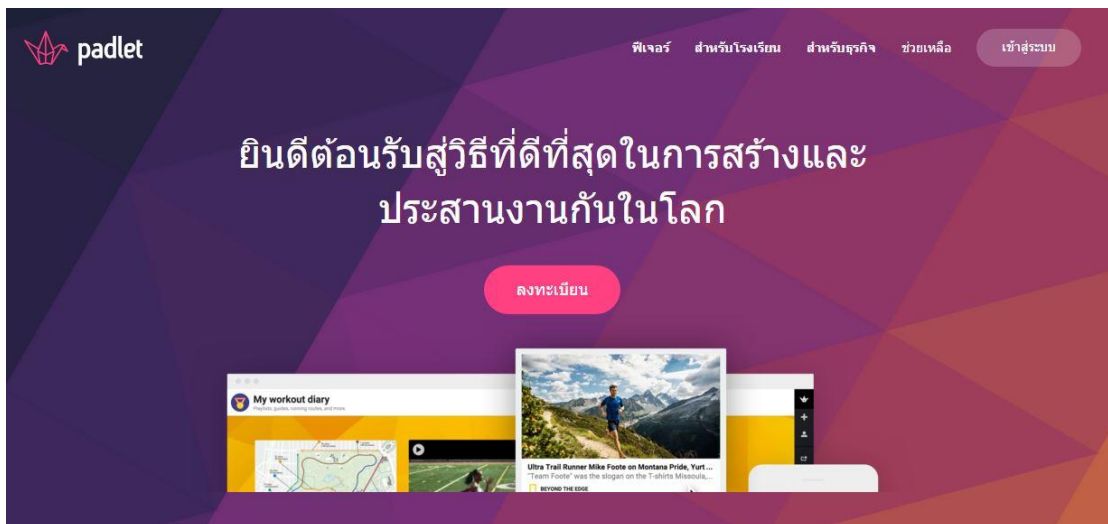 padlet
ฟีเจอร์ สำหรับโรงเรียน สำหรับธุรกิจ ช่วยเหลือ เข้าสู่ระบบ
ยินดีต้อนรับสู่วิธีที่ดีที่สุดในการสร้างและ
ประสานงานกันในโลก
ลงทะเบียน
My workout diary
Playlists, guides, running routes, and more.
Ultra Trail Runner Mike Foote on Montana Pride, Yurt ...
"Team Foote" was the slogan on the T-shirts Missoula,...
BEYOND THE EDGE